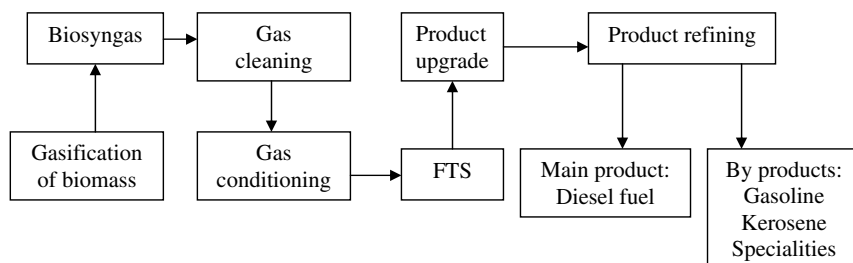 Gasification
of biomass
Biosyngas
Gas
cleaning
Gas
conditioning
FTS
Product
upgrade
Product refining
Main product:
Diesel fuel
By products:
Gasoline
Kerosene
Specialities